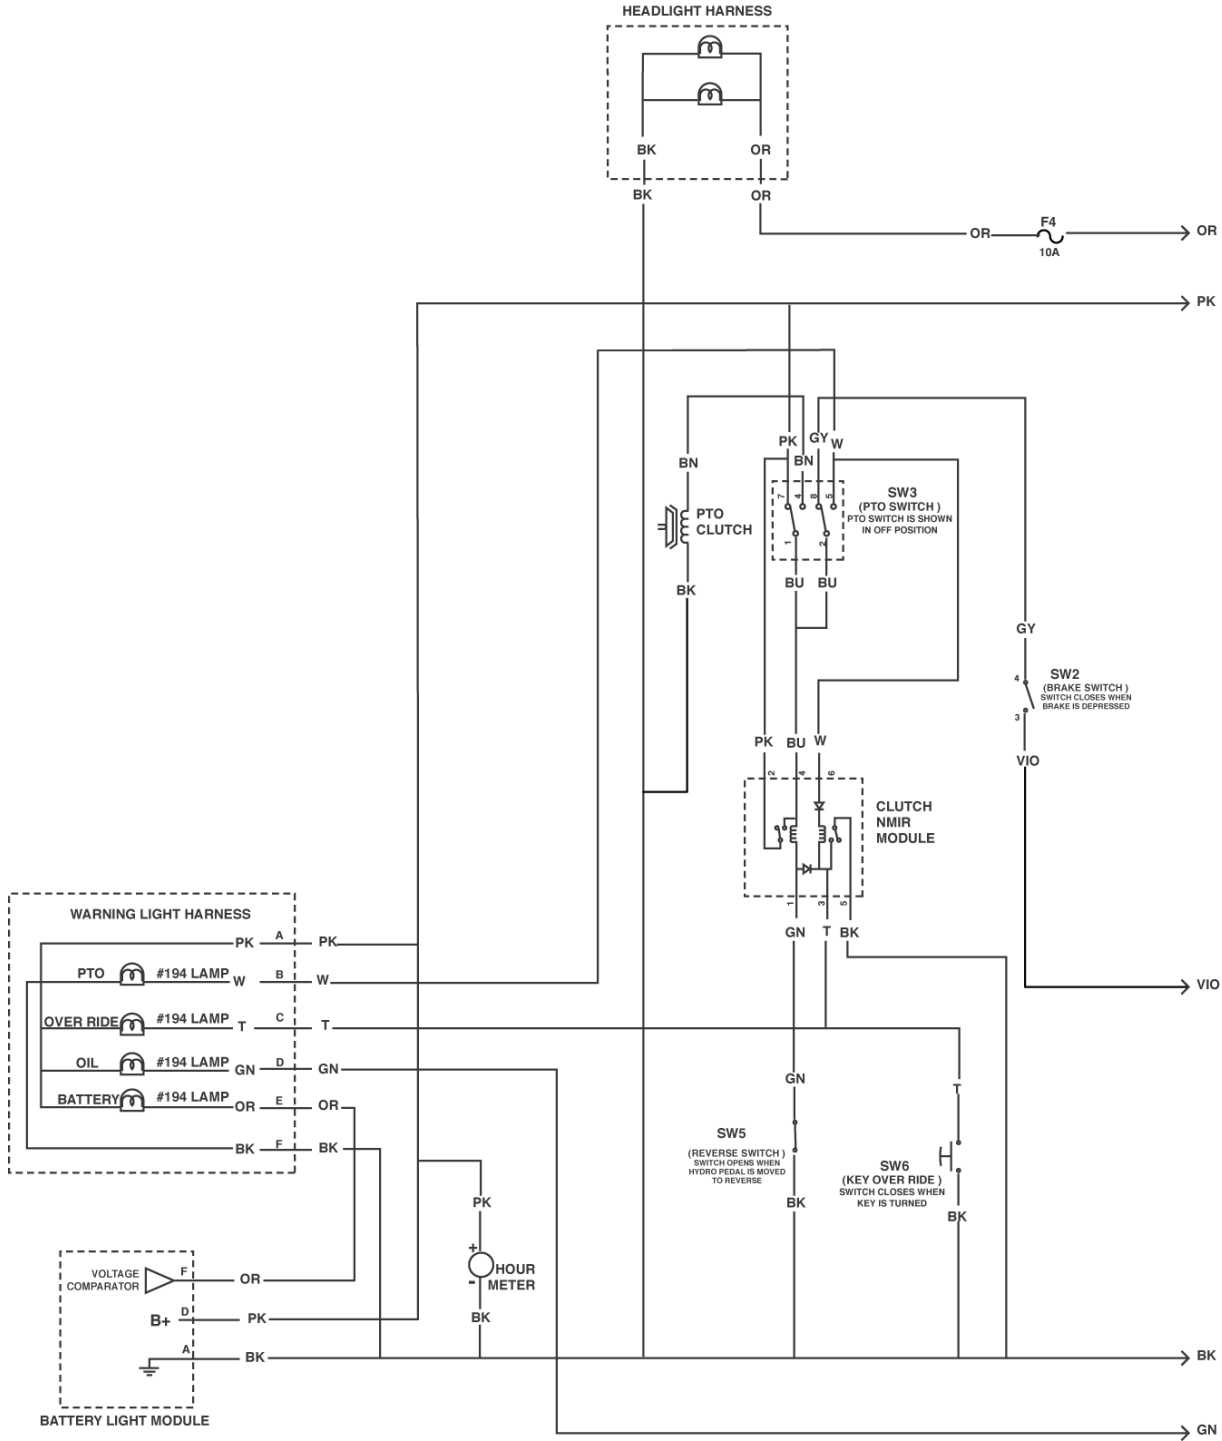 HEADLIGHT HARNESS
BK OR
BK OR
F4
OR
10A
OR
PK
PK GY W
BN BN
7 4 8 5
SW3
(PTO SWITCH )
PTO SWITCH IS SHOWN
IN OFF POSITION
PTO
CLUTCH
1 2
BU BU
BK
GY
SW2
(BRAKE SWITCH )
SWITCH CLOSES WHEN
BRAKE IS DEPRESSED
4
3
VIO
PK BU W
2 4 6
CLUTCH
NMIR
MODULE
1 3 5
GN T BK
VIO
WARNING LIGHT HARNESS
PK A PK
PTO #194 LAMP W B W
OVER RIDE #194 LAMP T C T
OIL #194 LAMP GN D GN
BATTERY #194 LAMP OR E OR
BK F BK
GN
T
SW5
(REVERSE SWITCH )
SWITCH OPENS WHEN
HYDRO PEDAL IS MOVED
TO REVERSE
SW6
(KEY OVER RIDE )
SWITCH CLOSES WHEN
KEY IS TURNED
PK
BK
BK
+
-
HOUR
METER
BK
VOLTAGE
COMPARATOR
F OR
B+ D PK
A BK
BK
BATTERY LIGHT MODULE
GN